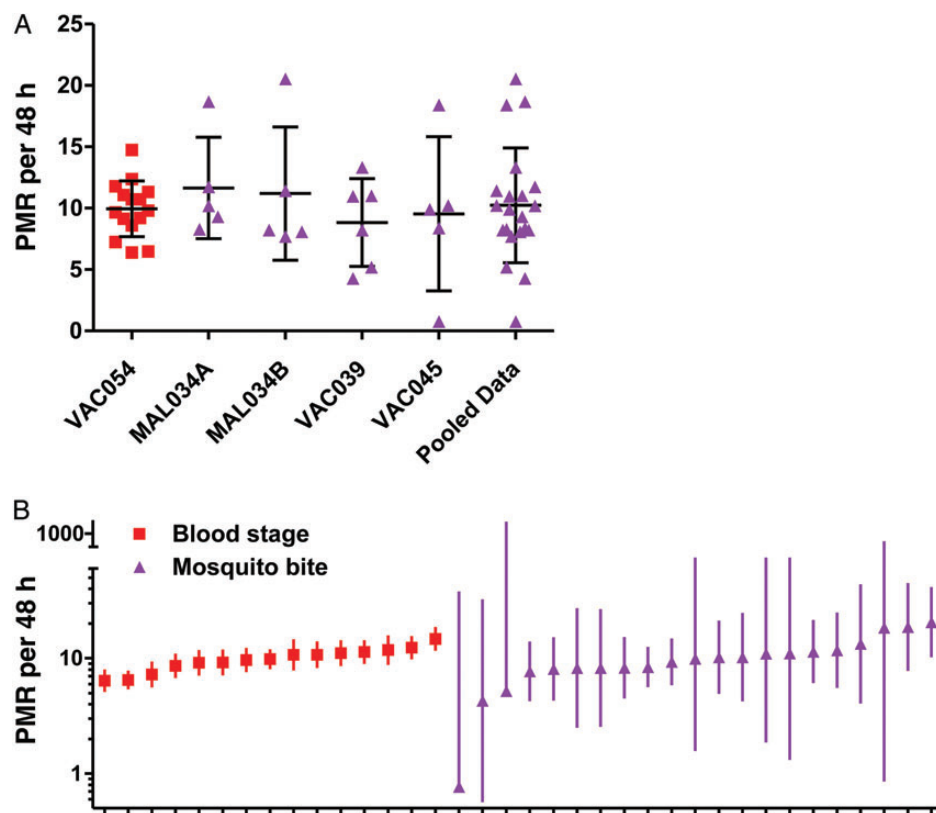 A
PMR per 48 h
25
20
15
10
5
0
VAC054
MAL034A
MAL034B
VAC039
VAC045
Pooled Data
B
PMR per 48 h
1000
10
1
Blood stage
Mosquito bite